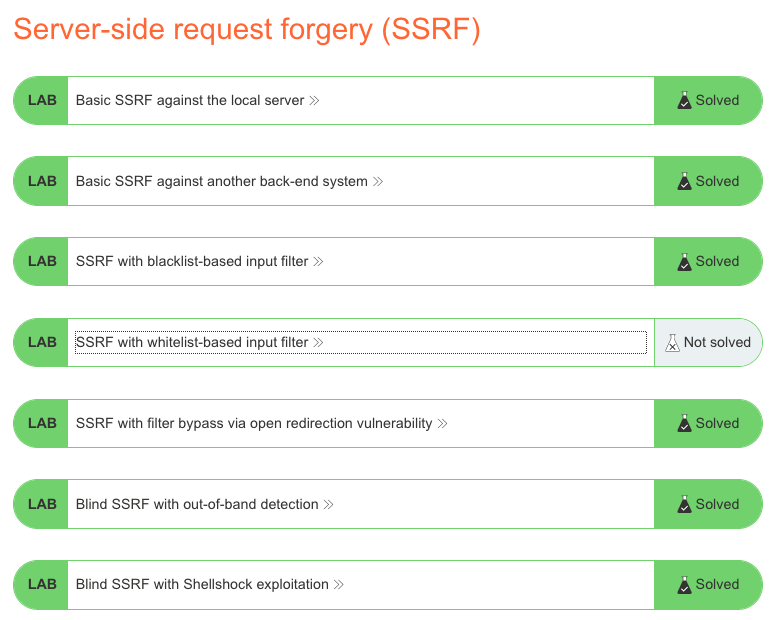 Server-side request forgery (SSRF)
LAB Basic SSRF against the local server Solved
LAB Basic SSRF against another back-end system Solved
LAB SSRF with blacklist-based input filter Solved
LAB SSRF with whitelist-based input filter Not solved
LAB SSRF with filter bypass via open redirection vulnerability Solved
LAB Blind SSRF with out-of-band detection Solved
LAB Blind SSRF with Shellshock exploitation Solved